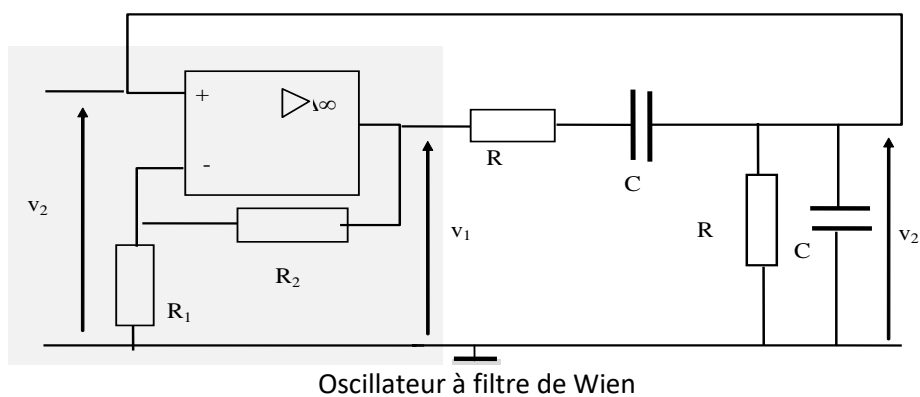 +
∞
-
R
C
v₂
v₁
R
C
v₂
R₂
R₁
Oscillateur à filtre de Wien